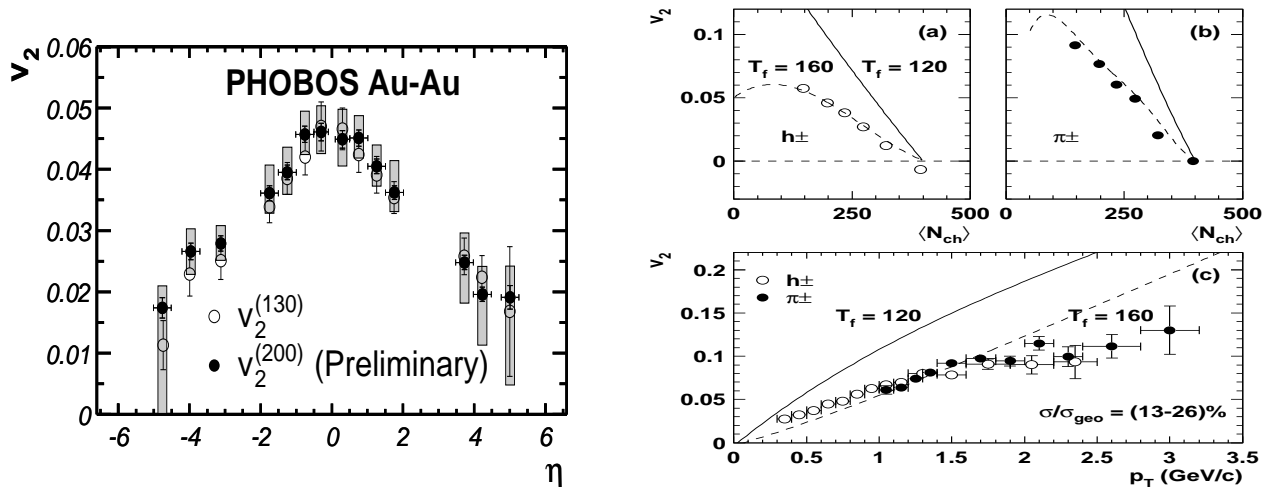 PHOBOS Au-Au
v₂
0.06
0.05
0.04
0.03
0.02
0.01
0
v₂⁽¹³⁰⁾
v₂⁽²⁰⁰⁾ (Preliminary)
-6 -4 -2 0 2 4 6
η
v₂
0.1
0.05
0
(a)
T_f = 160 T_f = 120
h±
0 250 500
⟨N_ch⟩
(b)
π±
250 500
⟨N_ch⟩
v₂
0.2
0.15
0.1
0.05
0
(c)
h±
π±
T_f = 120
T_f = 160
σ/σ_geo = (13-26)%
0 0.5 1 1.5 2 2.5 3 3.5
p_T (GeV/c)